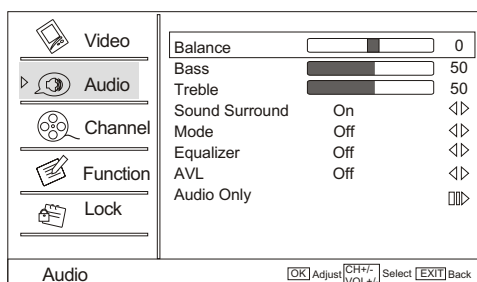 Video
Audio
Channel
Function
Lock
Balance 0
Bass 50
Treble 50
Sound Surround On
Mode Off
Equalizer Off
AVL Off
Audio Only
Audio
OK Adjust CH+/- VOL+/- Select EXIT Back